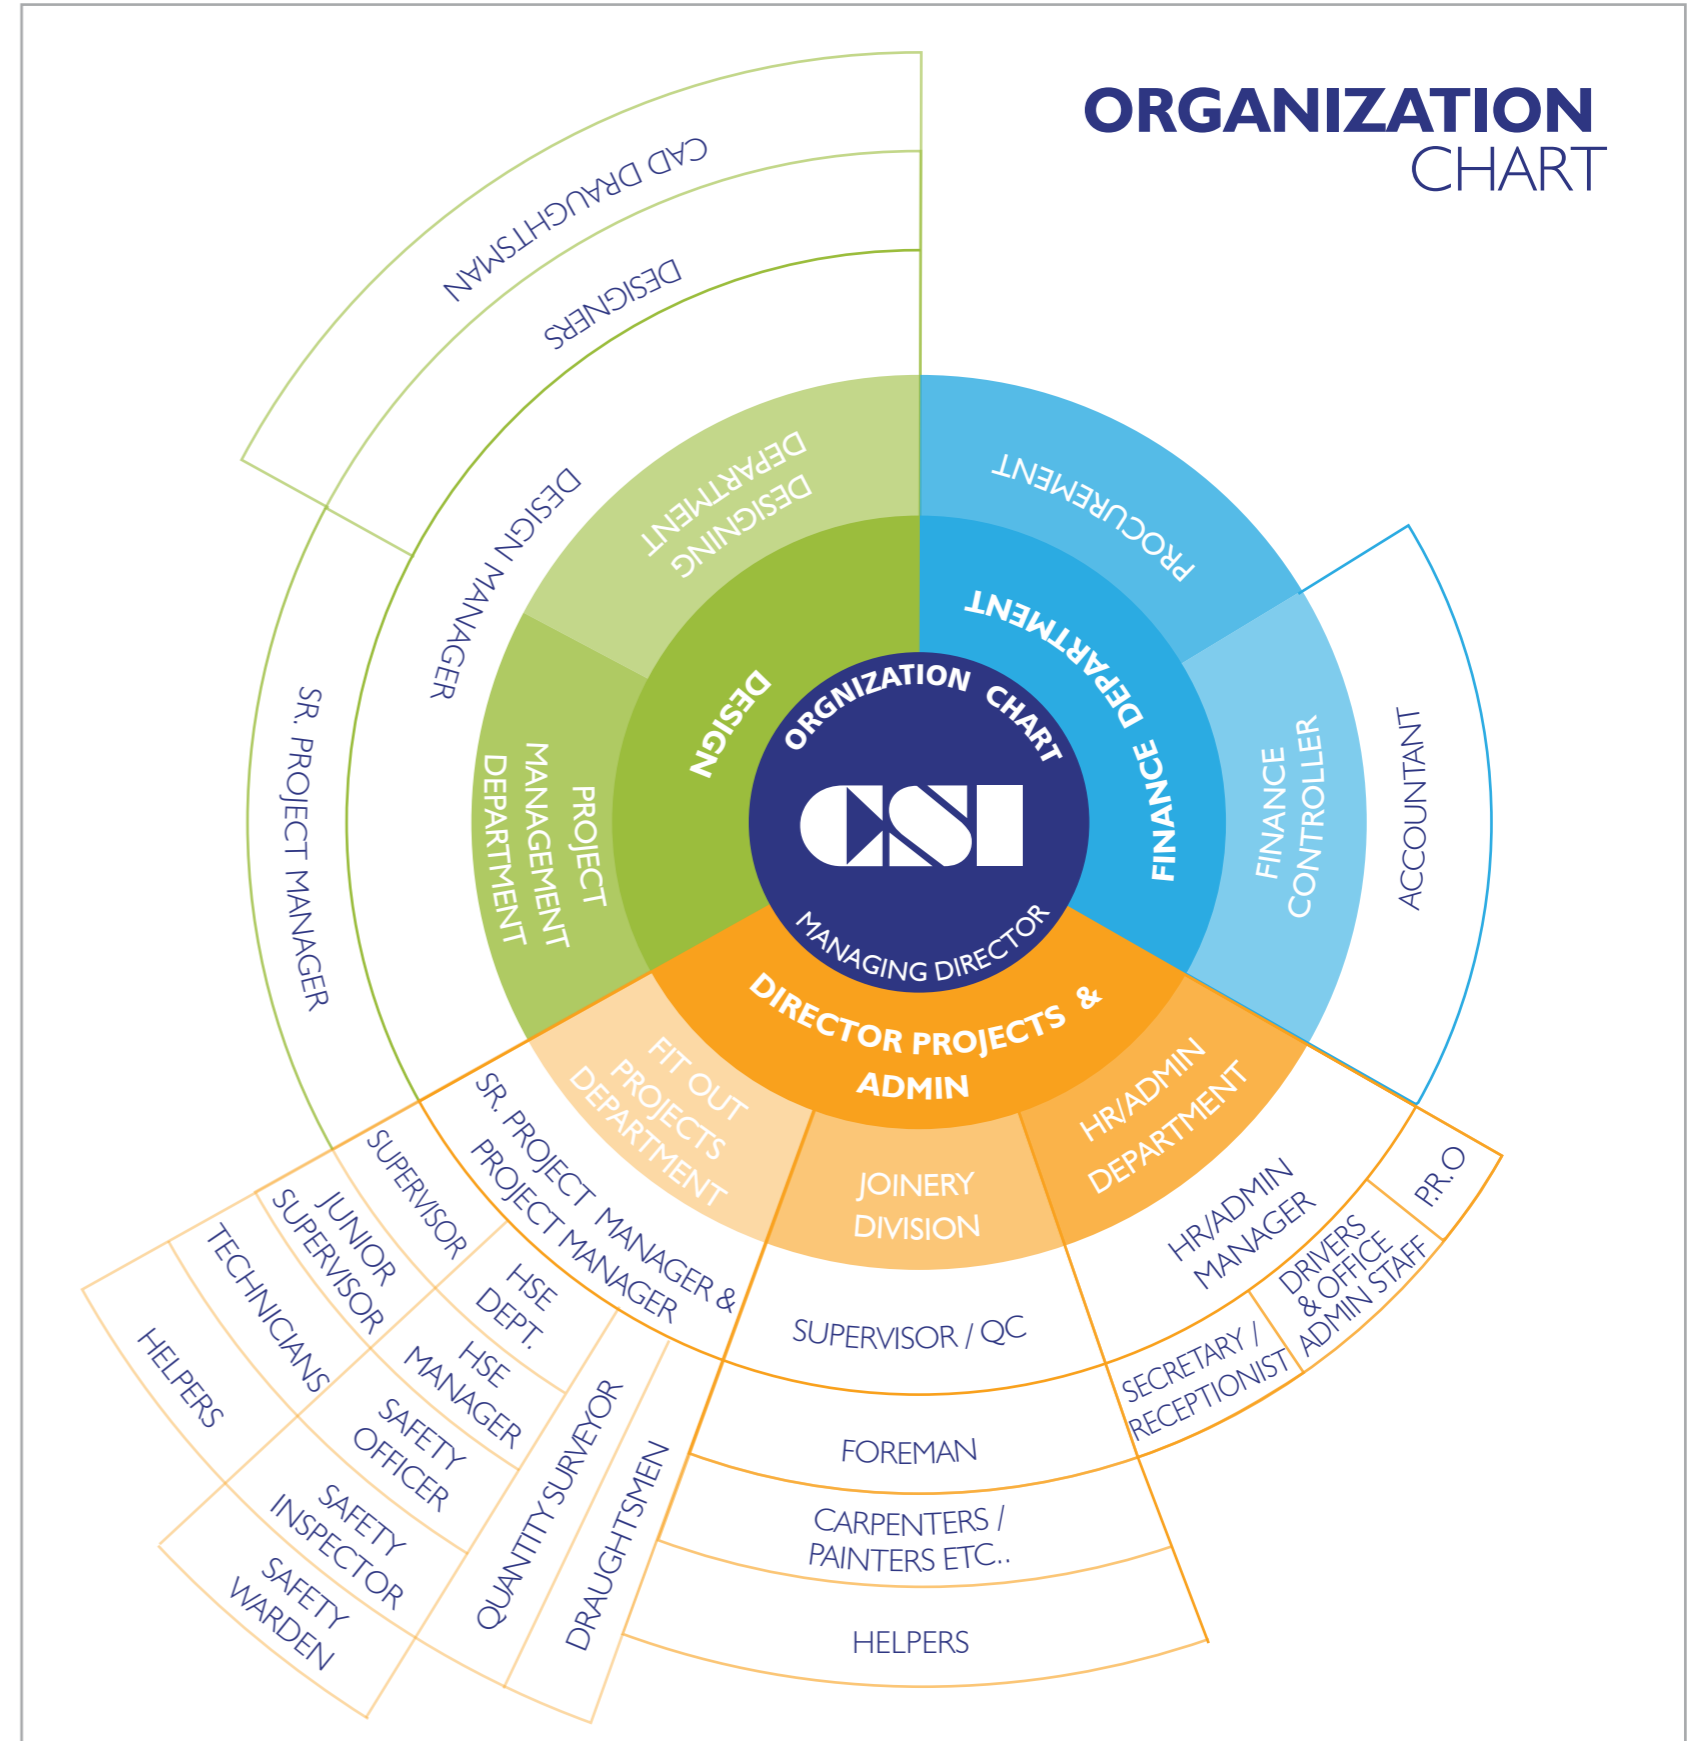 ORGANIZATION
CHART
ORGNIZATION CHART
CSI
MANAGING DIRECTOR
DESIGN
DESIGNING
DEPARTMENT
PROJECT
MANAGEMENT
DEPARTMENT
DESIGN MANAGER
DESIGNERS
CAD DRAUGHTSMAN
SR. PROJECT MANAGER
FINANCE DEPARTMENT
PROCUREMENT
FINANCE
CONTROLLER
ACCOUNTANT
DIRECTOR PROJECTS &
ADMIN
FIT OUT
PROJECTS
DEPARTMENT
SR. PROJECT MANAGER &
PROJECT MANAGER
SUPERVISOR
JUNIOR
SUPERVISOR
TECHNICIANS
HELPERS
HSE
DEPT.
HSE
MANAGER
SAFETY
OFFICER
SAFETY
INSPECTOR
SAFETY
WARDEN
QUANTITY SURVEYOR
DRAUGHTSMEN
JOINERY
DIVISION
SUPERVISOR / QC
FOREMAN
CARPENTERS /
PAINTERS ETC..
HELPERS
HR/ADMIN
DEPARTMENT
HR/ADMIN
MANAGER
SECRETARY /
RECEPTIONIST
DRIVERS
& OFFICE
ADMIN STAFF
P.R.O